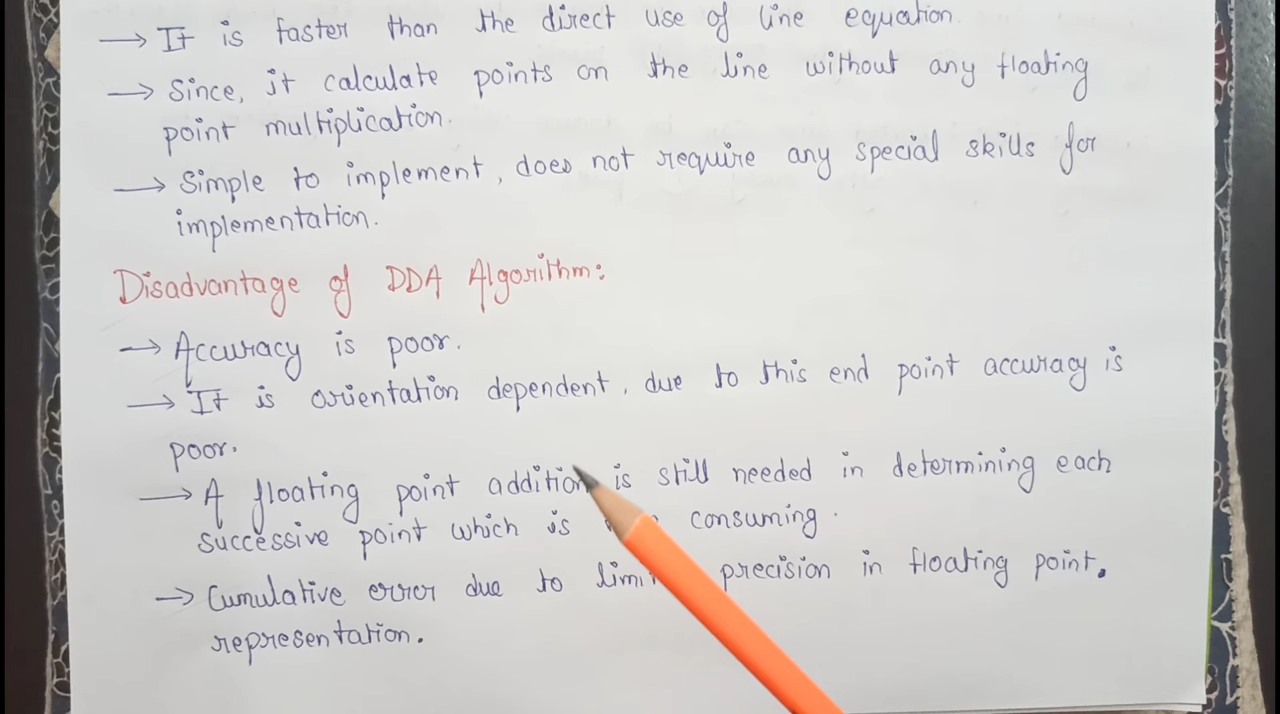 → It is faster than the direct use of line equation.
→ Since, it calculate points on the line without any floating
point multiplication.
→ Simple to implement, does not require any special skills for
implementation.
Disadvantage of DDA Algorithm:
→ Accuracy is poor.
→ It is orientation dependent, due to this end point accuracy is
poor.
→ A floating point addition is still needed in determining each
successive point which is consuming.
→ Cumulative error due to precision in floating point.
representation.